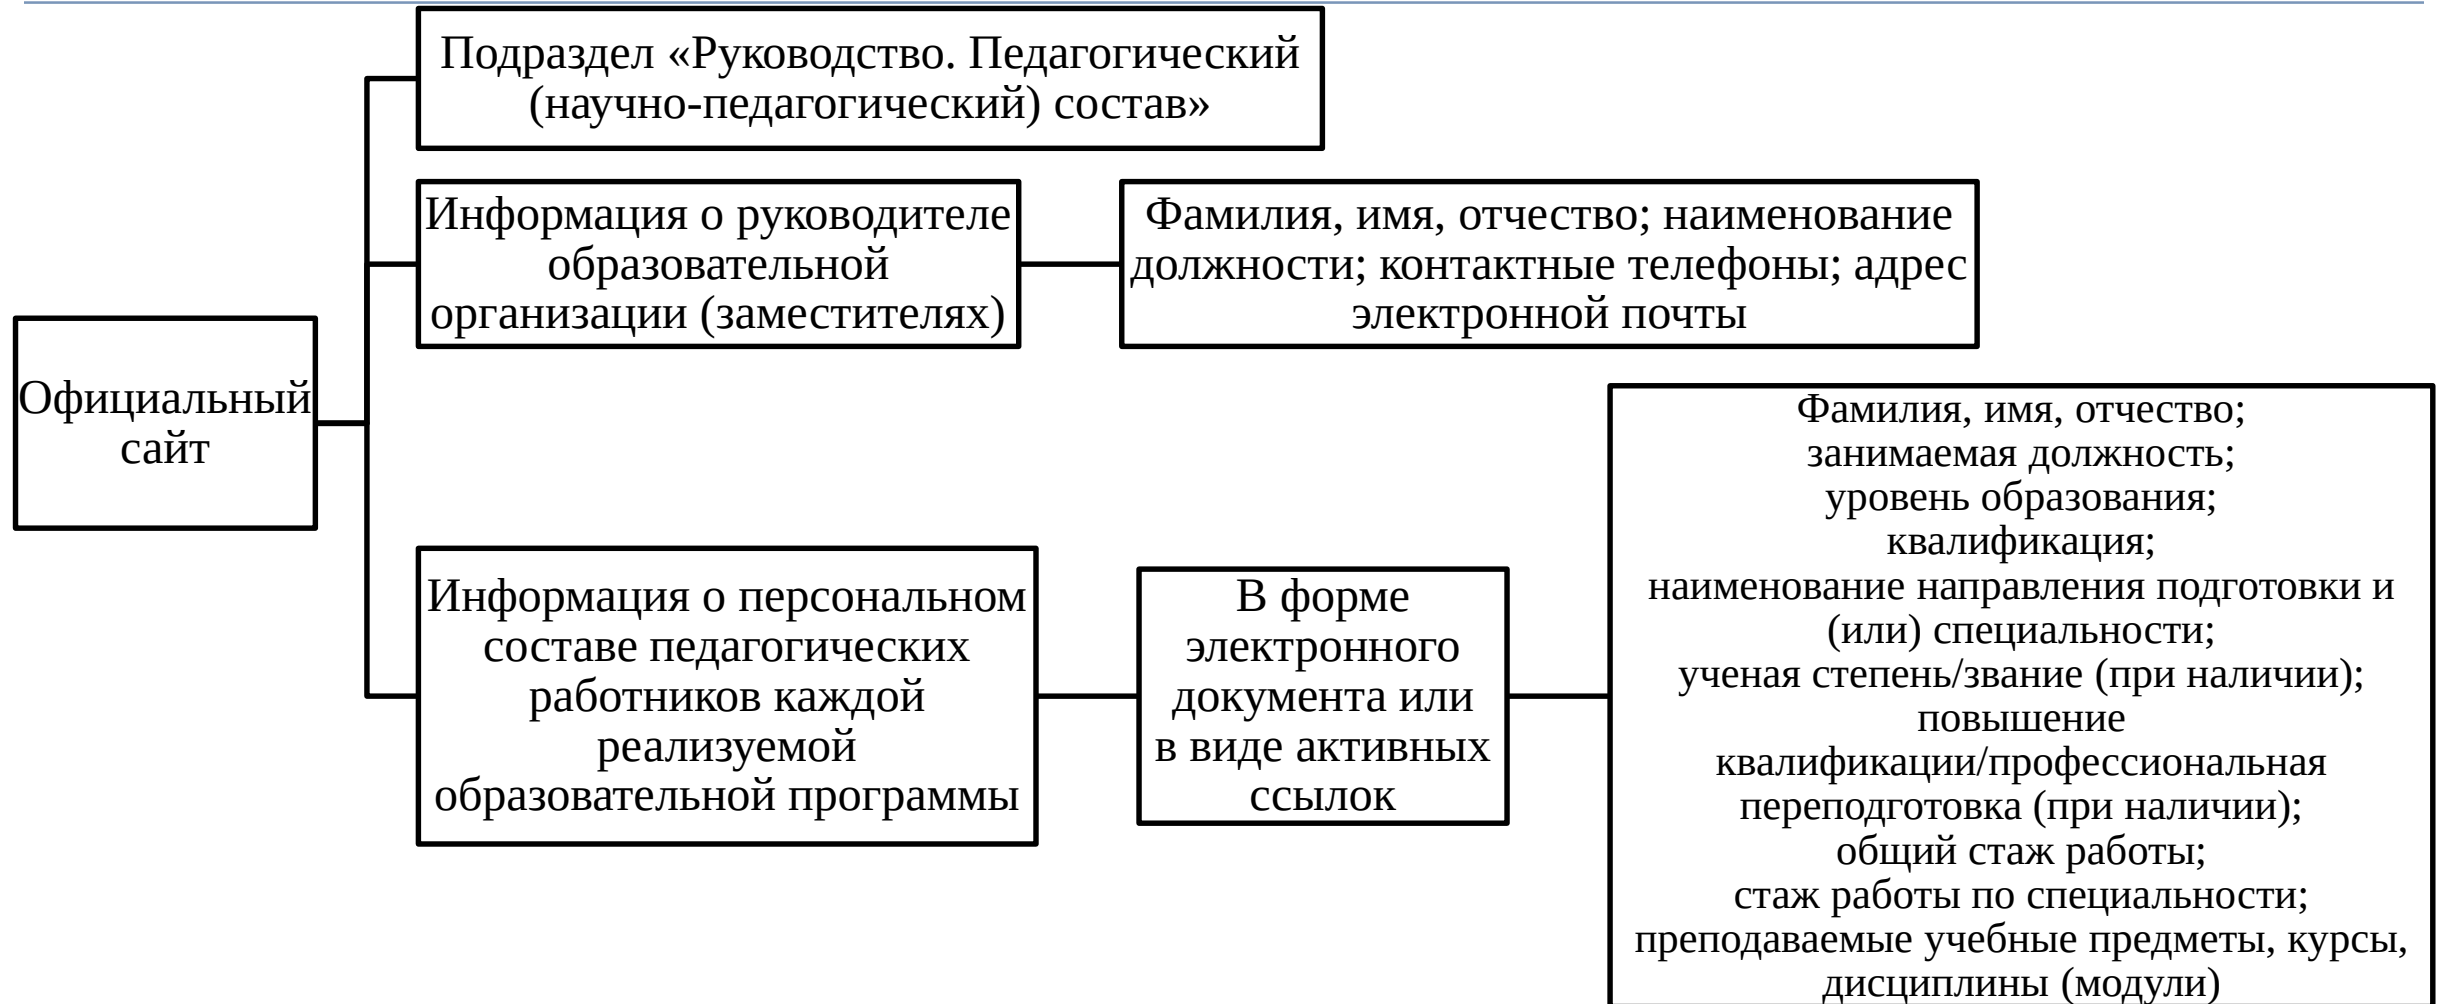 Подраздел «Руководство. Педагогический
(научно-педагогический) состав»
Информация о руководителе
образовательной
организации (заместителях)
Фамилия, имя, отчество; наименование
должности; контактные телефоны; адрес
электронной почты
Официальный
сайт
Информация о персональном
составе педагогических
работников каждой
реализуемой
образовательной программы
В форме
электронного
документа или
в виде активных
ссылок
Фамилия, имя, отчество;
занимаемая должность;
уровень образования;
квалификация;
наименование направления подготовки и
(или) специальности;
ученая степень/звание (при наличии);
повышение
квалификации/профессиональная
переподготовка (при наличии);
общий стаж работы;
стаж работы по специальности;
преподаваемые учебные предметы, курсы,
дисциплины (модули)